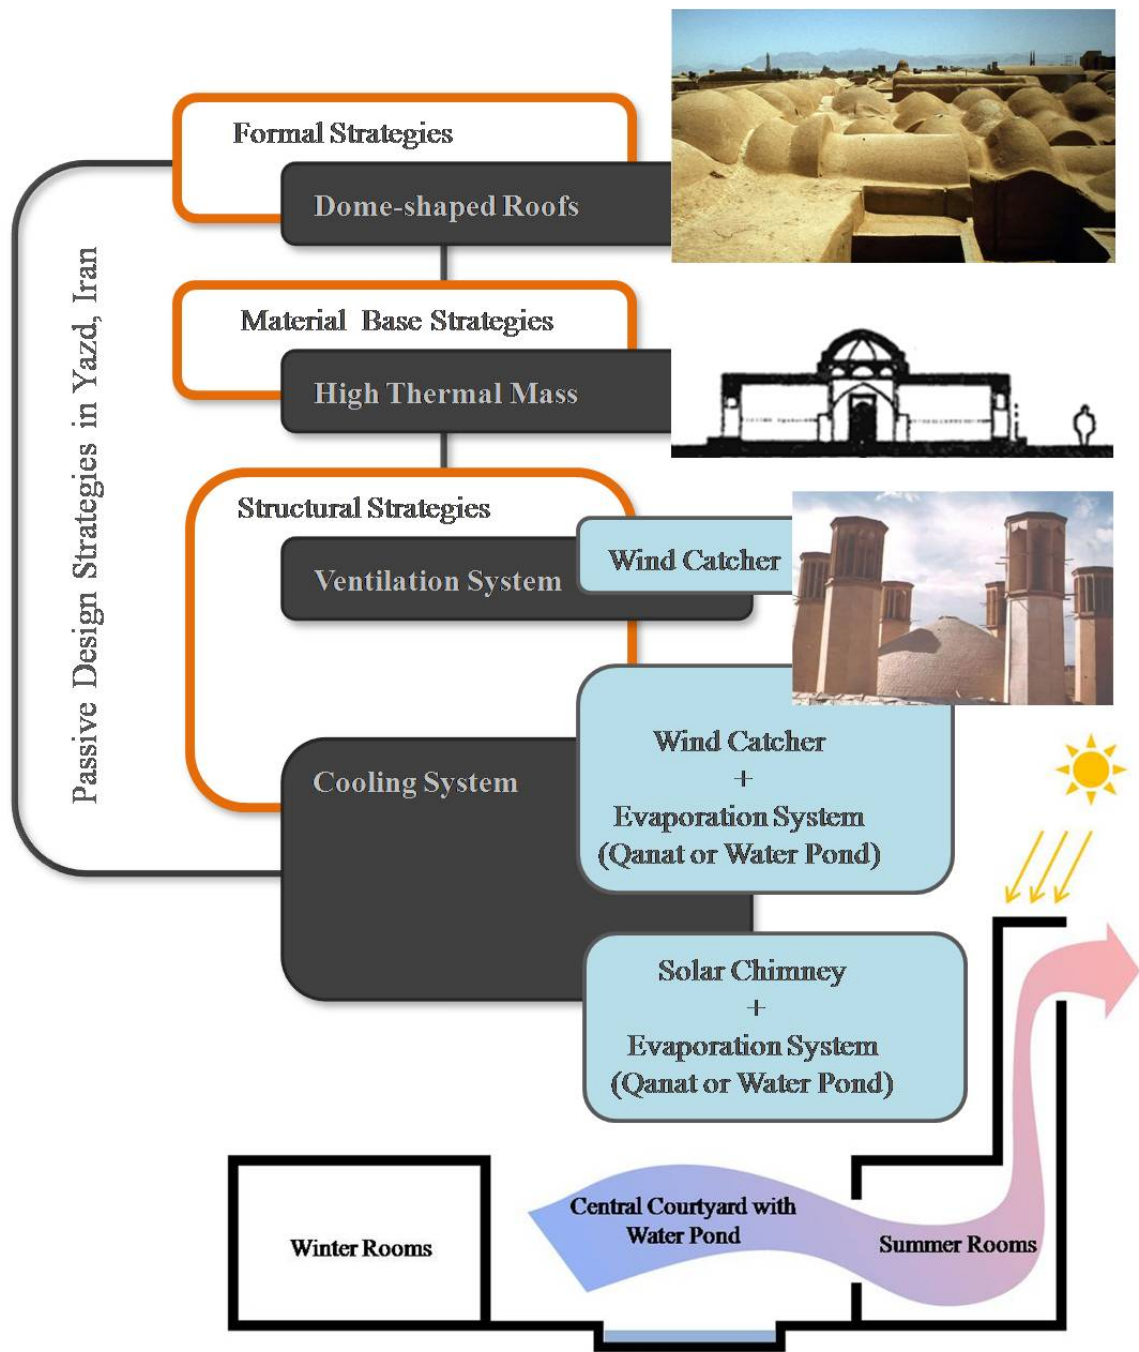 Passive Design Strategies in Yazd, Iran
Formal Strategies
Dome-shaped Roofs
Material Base Strategies
High Thermal Mass
Structural Strategies
Ventilation System
Wind Catcher
Cooling System
Wind Catcher
+
Evaporation System
(Qanat or Water Pond)
Solar Chimney
+
Evaporation System
(Qanat or Water Pond)
Winter Rooms
Central Courtyard with
Water Pond
Summer Rooms